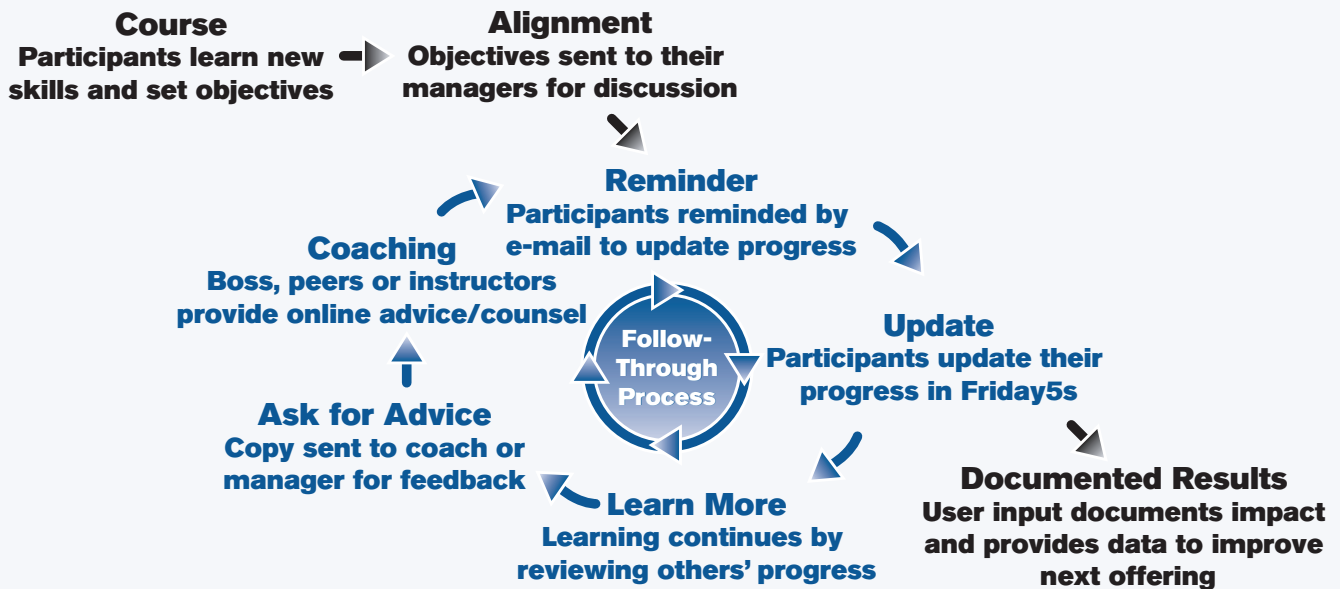 Course
Participants learn new
skills and set objectives
Alignment
Objectives sent to their
managers for discussion
Reminder
Participants reminded by
e-mail to update progress
Update
Participants update their
progress in Friday5s
Documented Results
User input documents impact
and provides data to improve
next offering
Learn More
Learning continues by
reviewing others’ progress
Ask for Advice
Copy sent to coach or
manager for feedback
Coaching
Boss, peers or instructors
provide online advice/counsel
Follow-
Through
Process